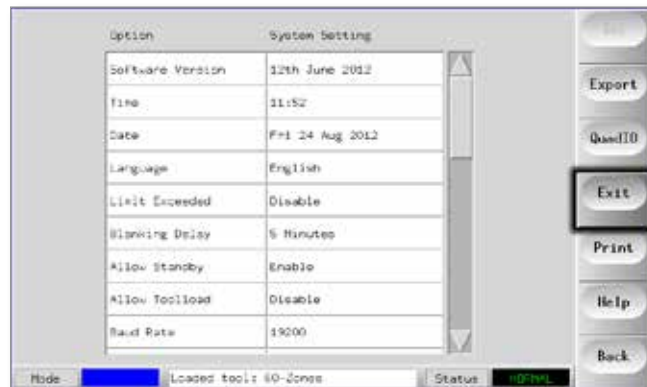 Option System Setting
Software Version 12th June 2012
Time 11:52
Date Fri 24 Aug 2012
Language English
Limit Exceeded Disable
Blanking Delay 5 Minutes
Allow Standby Enable
Allow Toolload Disable
Baud Rate 19200
Export
QuadIO
Exit
Print
Help
Back
Mode Loaded tool: 60-Zones Status NORMAL